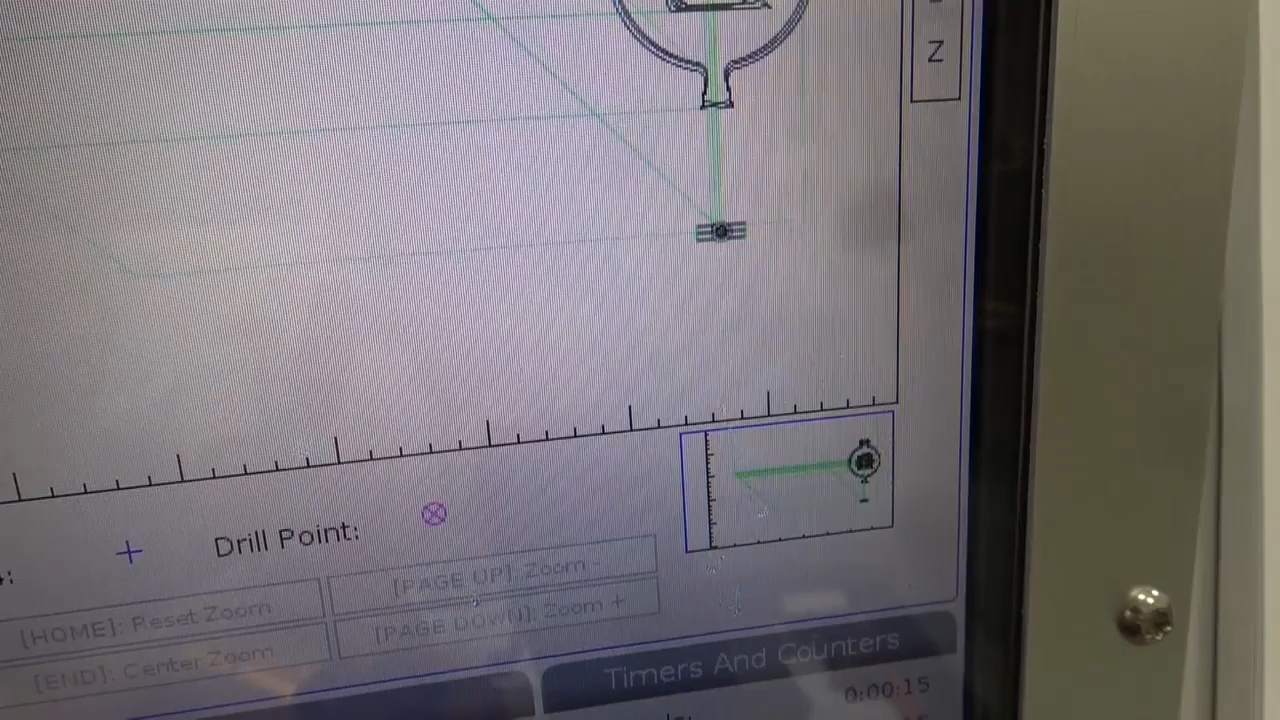 Z
Drill Point:
[HOME]: Reset Zoom
[PAGE UP]: Zoom -
[END]: Center Zoom
[PAGE DOWN]: Zoom +
Timers And Counters
0:00:15